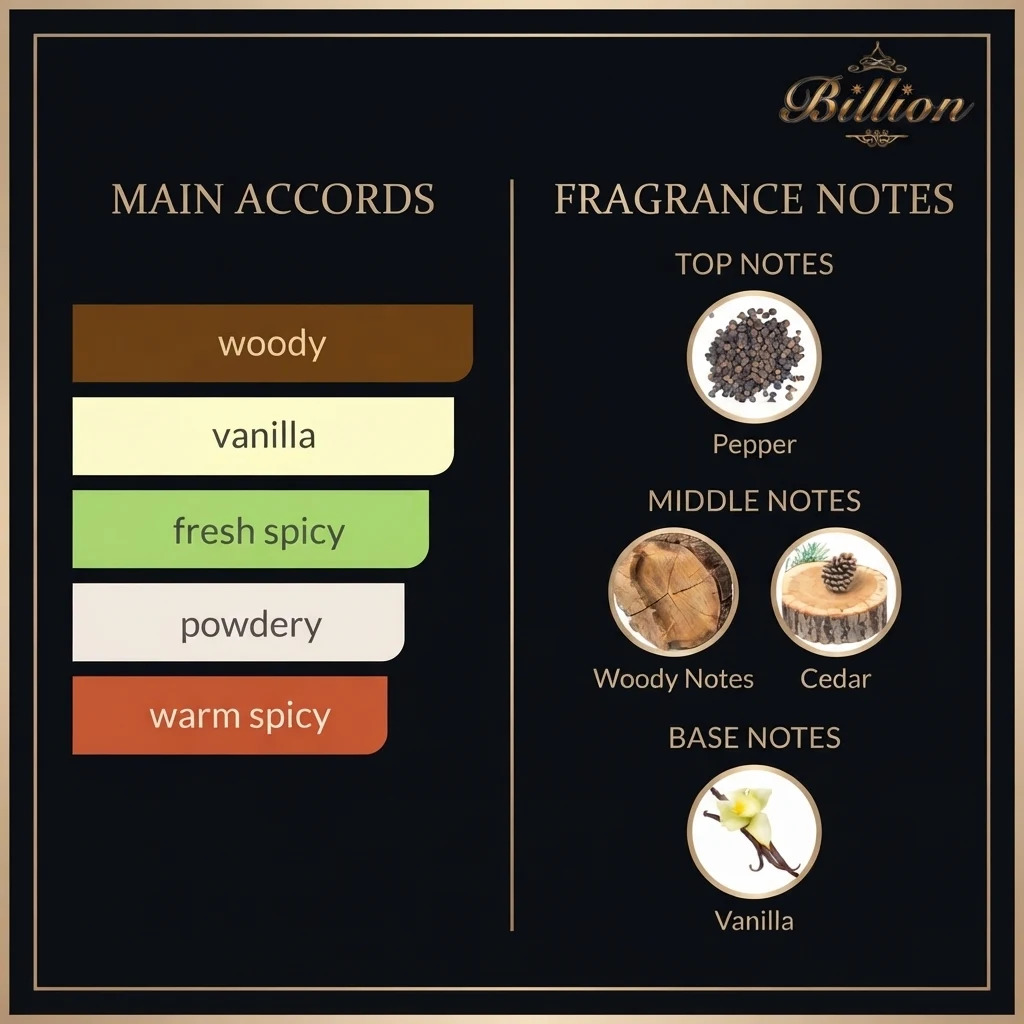 Billion
MAIN ACCORDS
woody
vanilla
fresh spicy
powdery
warm spicy
FRAGRANCE NOTES
TOP NOTES
Pepper
MIDDLE NOTES
Woody Notes
Cedar
BASE NOTES
Vanilla